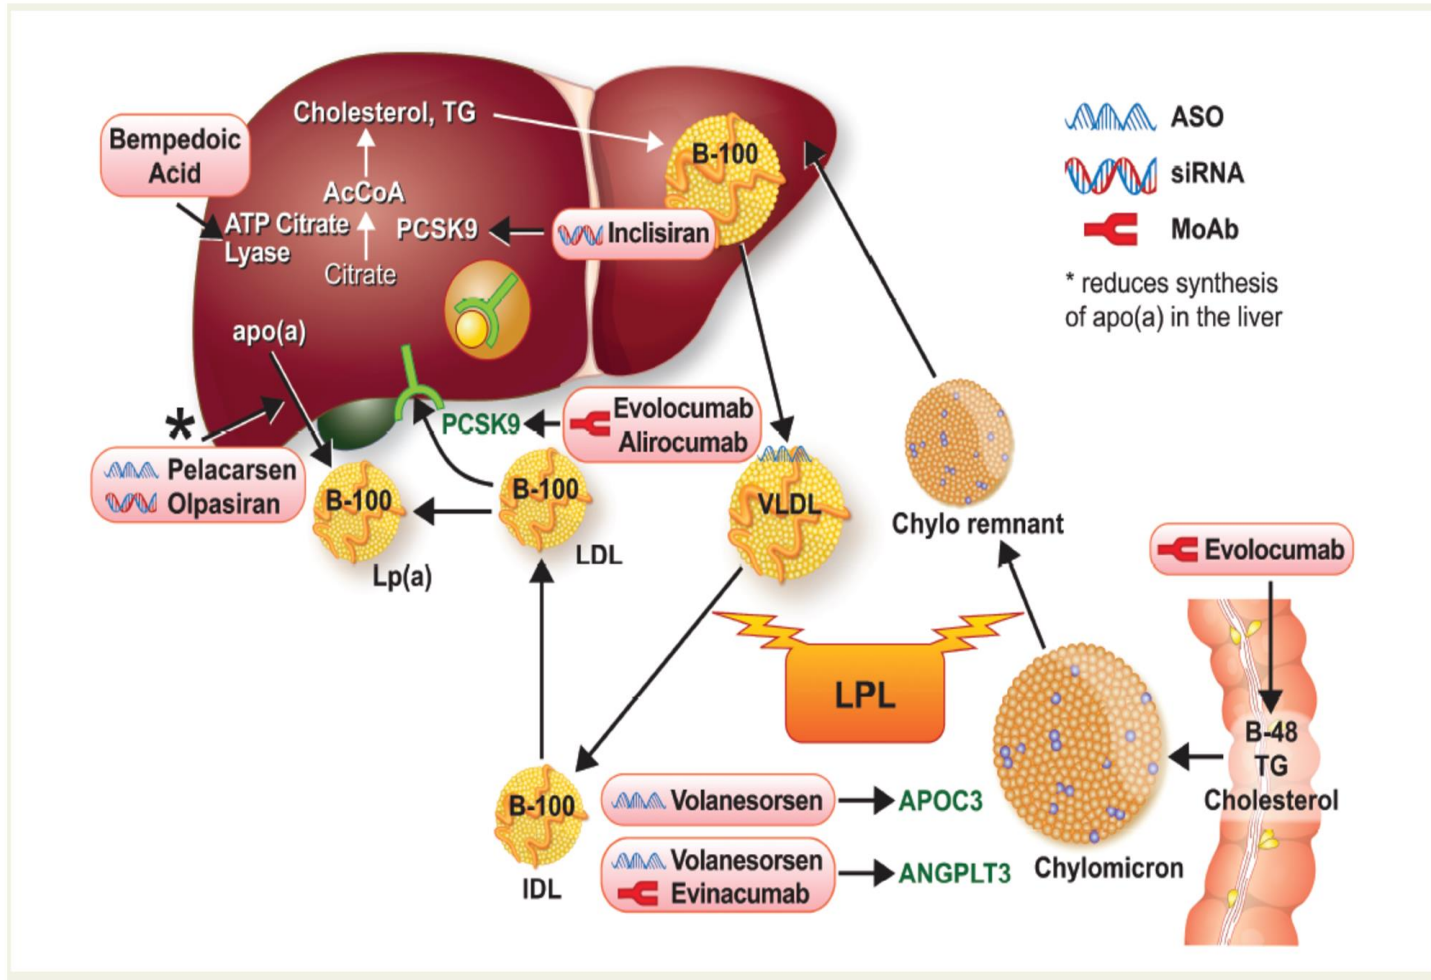 Bempedoic
Acid
Cholesterol, TG
AcCoA
ATP Citrate
Lyase
Citrate
PCSK9
Inclisiran
B-100
ASO
siRNA
MoAb
* reduces synthesis
of apo(a) in the liver
apo(a)
*
Pelacarsen
Olpasiran
PCSK9
Evolocumab
Alirocumab
B-100
Lp(a)
B-100
LDL
VLDL
Chylo remnant
Evolocumab
LPL
B-48
TG
Cholesterol
B-100
IDL
Volanesorsen
APOC3
Volanesorsen
Evinacumab
ANGPLT3
Chylomicron